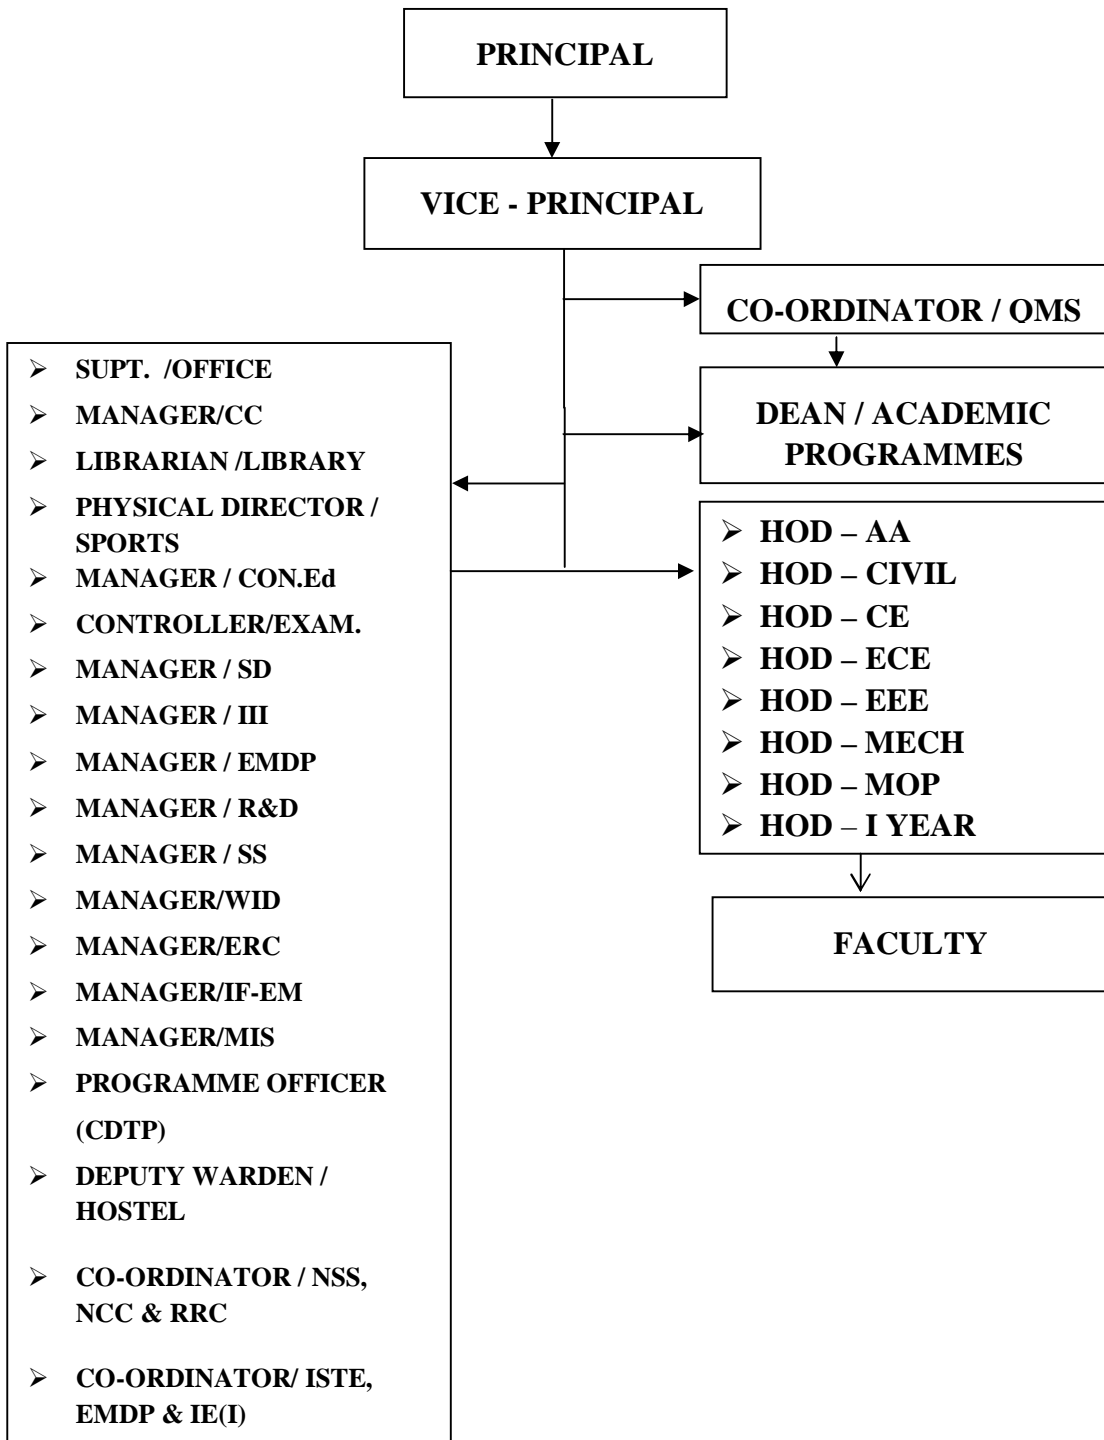 PRINCIPAL
VICE - PRINCIPAL
CO-ORDINATOR / QMS
DEAN / ACADEMIC
PROGRAMMES
➢ SUPT. /OFFICE
➢ MANAGER/CC
➢ LIBRARIAN /LIBRARY
➢ PHYSICAL DIRECTOR /
SPORTS
➢ MANAGER / CON.Ed
➢ CONTROLLER/EXAM.
➢ MANAGER / SD
➢ MANAGER / III
➢ MANAGER / EMDP
➢ MANAGER / R&D
➢ MANAGER / SS
➢ MANAGER/WID
➢ MANAGER/ERC
➢ MANAGER/IF-EM
➢ MANAGER/MIS
➢ PROGRAMME OFFICER
(CDTP)
➢ DEPUTY WARDEN /
HOSTEL
➢ CO-ORDINATOR / NSS,
NCC & RRC
➢ CO-ORDINATOR/ ISTE,
EMDP & IE(I)
➢ HOD – AA
➢ HOD – CIVIL
➢ HOD – CE
➢ HOD – ECE
➢ HOD – EEE
➢ HOD – MECH
➢ HOD – MOP
➢ HOD – I YEAR
FACULTY